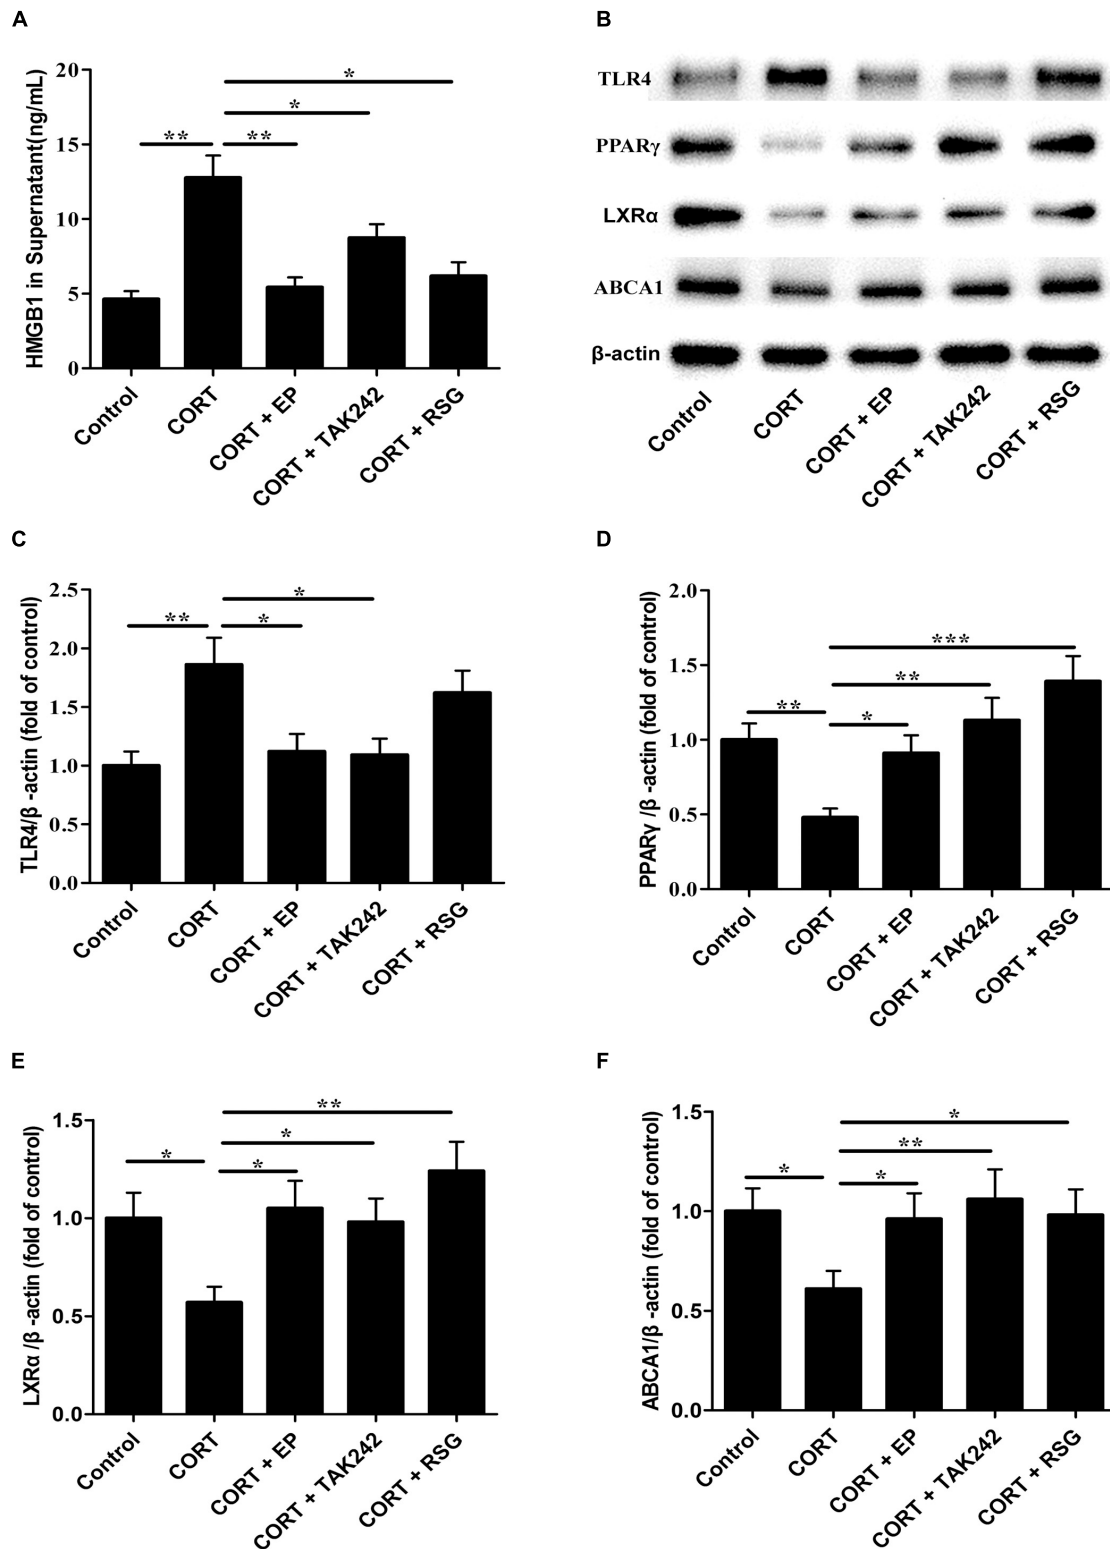 A
HMGB1 in Supernatant(ng/mL)
20
15
10
5
0
**
**
*
*
Control
CORT
CORT + EP
CORT + TAK242
CORT + RSG
B
TLR4
PPARγ
LXRα
ABCA1
β-actin
Control
CORT
CORT + EP
CORT + TAK242
CORT + RSG
C
TLR4/β -actin (fold of control)
2.5
2.0
1.5
1.0
0.5
0.0
**
*
*
Control
CORT
CORT + EP
CORT + TAK242
CORT + RSG
D
PPARγ /β -actin (fold of control)
2.0
1.5
1.0
0.5
0.0
**
*
**
***
Control
CORT
CORT + EP
CORT + TAK242
CORT + RSG
E
LXRα /β -actin (fold of control)
1.5
1.0
0.5
0.0
*
*
*
**
Control
CORT
CORT + EP
CORT + TAK242
CORT + RSG
F
ABCA1/β -actin (fold of control)
1.5
1.0
0.5
0.0
*
*
**
*
Control
CORT
CORT + EP
CORT + TAK242
CORT + RSG